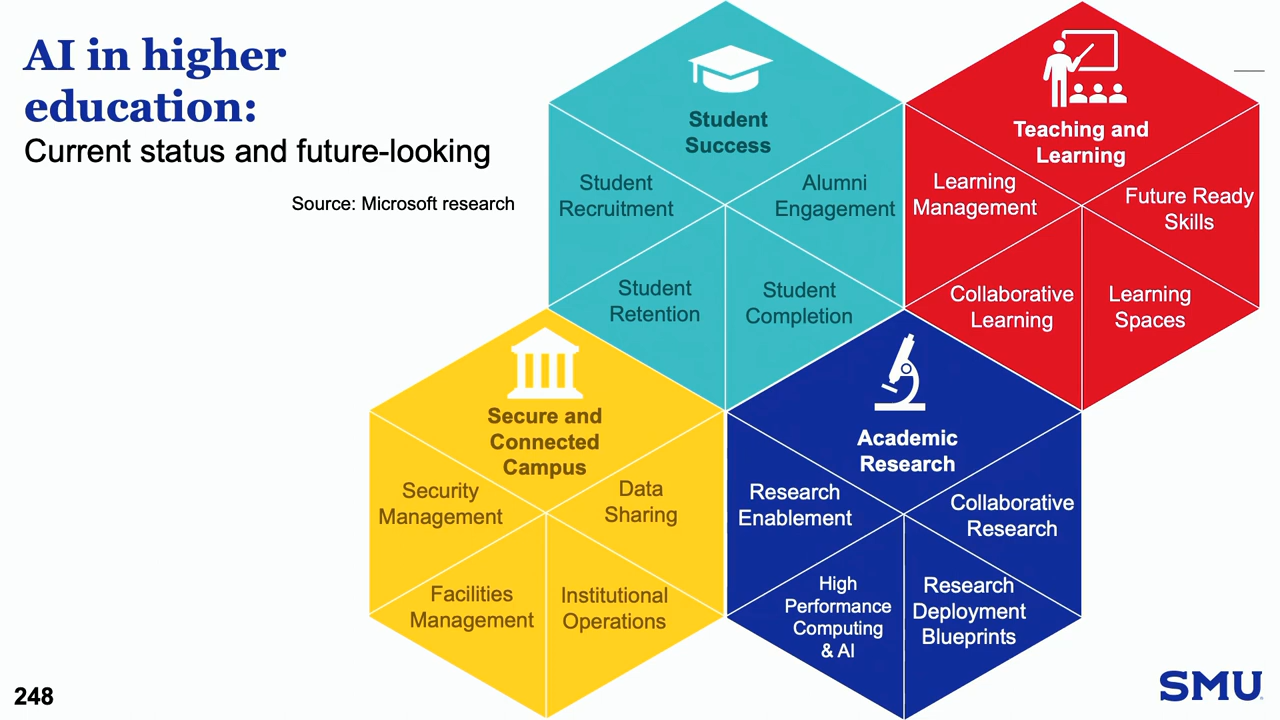 AI in higher
education:
Current status and future-looking
Source: Microsoft research
Student
Success
Student
Recruitment
Alumni
Engagement
Student
Retention
Student
Completion
Teaching and
Learning
Learning
Management
Future Ready
Skills
Collaborative
Learning
Learning
Spaces
Secure and
Connected
Campus
Security
Management
Data
Sharing
Facilities
Management
Institutional
Operations
Academic
Research
Research
Enablement
Collaborative
Research
High
Performance
Computing
& AI
Research
Deployment
Blueprints
248
SMU